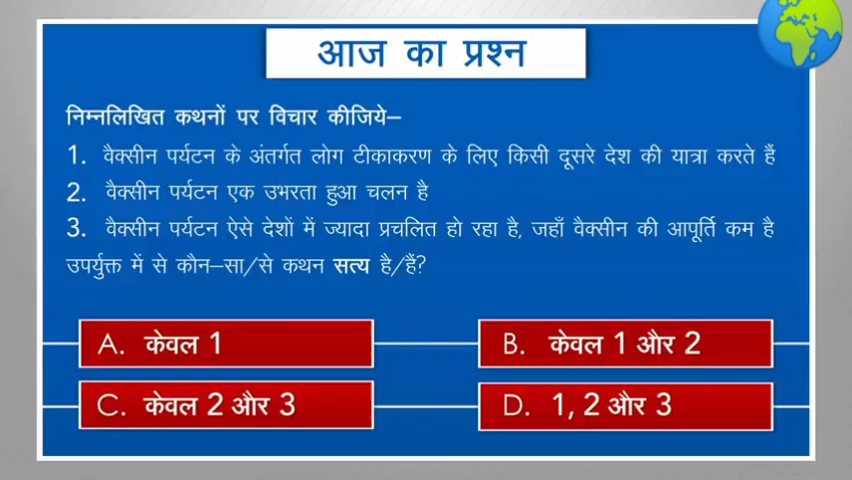 आज का प्रश्न
निम्नलिखित कथनों पर विचार कीजिये–
1. वैक्सीन पर्यटन के अंतर्गत लोग टीकाकरण के लिए किसी दूसरे देश की यात्रा करते हैं
2. वैक्सीन पर्यटन एक उभरता हुआ चलन है
3. वैक्सीन पर्यटन ऐसे देशों में ज्यादा प्रचलित हो रहा है, जहाँ वैक्सीन की आपूर्ति कम है
उपर्युक्त में से कौन–सा/से कथन सत्य है/हैं?
A. केवल 1
B. केवल 1 और 2
C. केवल 2 और 3
D. 1, 2 और 3